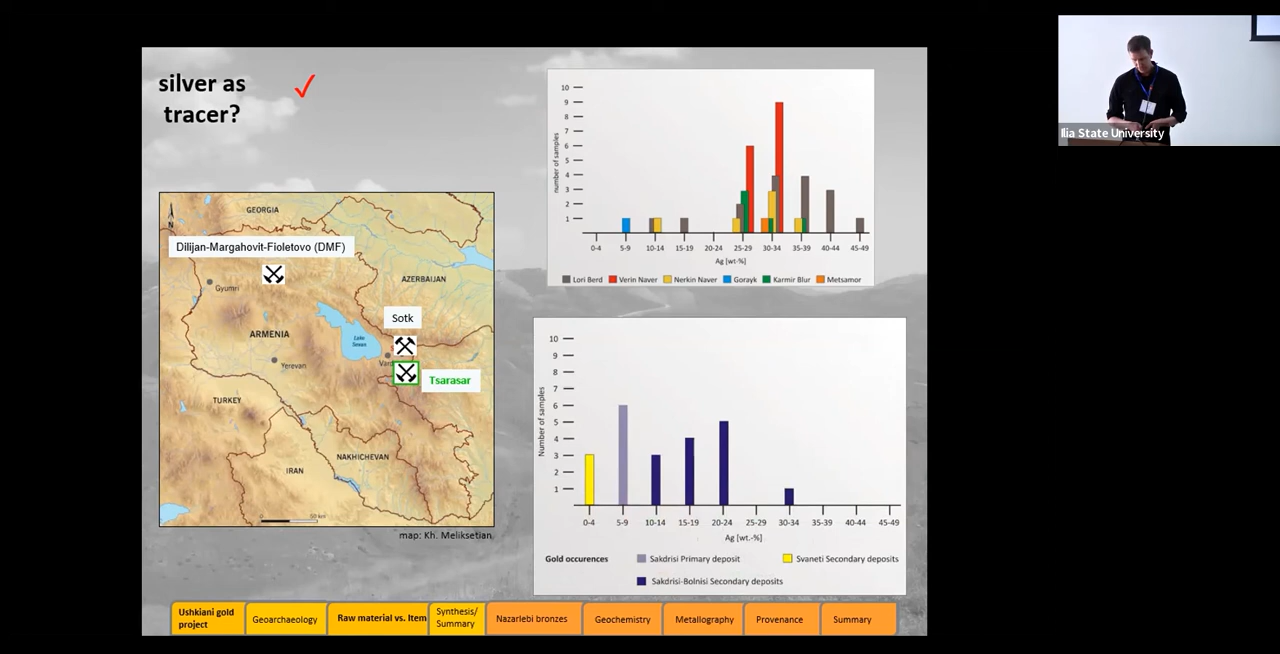 silver as
tracer?
✓
number of samples
10
9
8
7
6
5
4
3
2
1
0-4 5-9 10-14 15-19 20-24 25-29 30-34 35-39 40-44 45-49
Ag [wt-%]
Lori Berd Verin Naver Nerkin Naver Gorayk Karmir Blur Metsamor
Ilia State University
N
GEORGIA
Dilijan-Margahovit-Fioletovo (DMF)
Gyumri
AZERBAIJAN
Sotk
ARMENIA
Lake
Sevan
Yerevan
Tsarasar
TURKEY
NAKHICHEVAN
IRAN
0 50 km
map: Kh. Meliksetian
Number of samples
10
9
8
7
6
5
4
3
2
1
0-4 5-9 10-14 15-19 20-24 25-29 30-34 35-39 40-44 45-49
Ag [wt.-%]
Gold occurences Sakdrisi Primary deposit Svaneti Secondary deposits
Sakdrisi-Bolnisi Secondary deposits
Ushkiani gold
project
Geoarchaeology
Raw material vs. Item
Synthesis/
Summary
Nazarlebi bronzes
Geochemistry
Metallography
Provenance
Summary